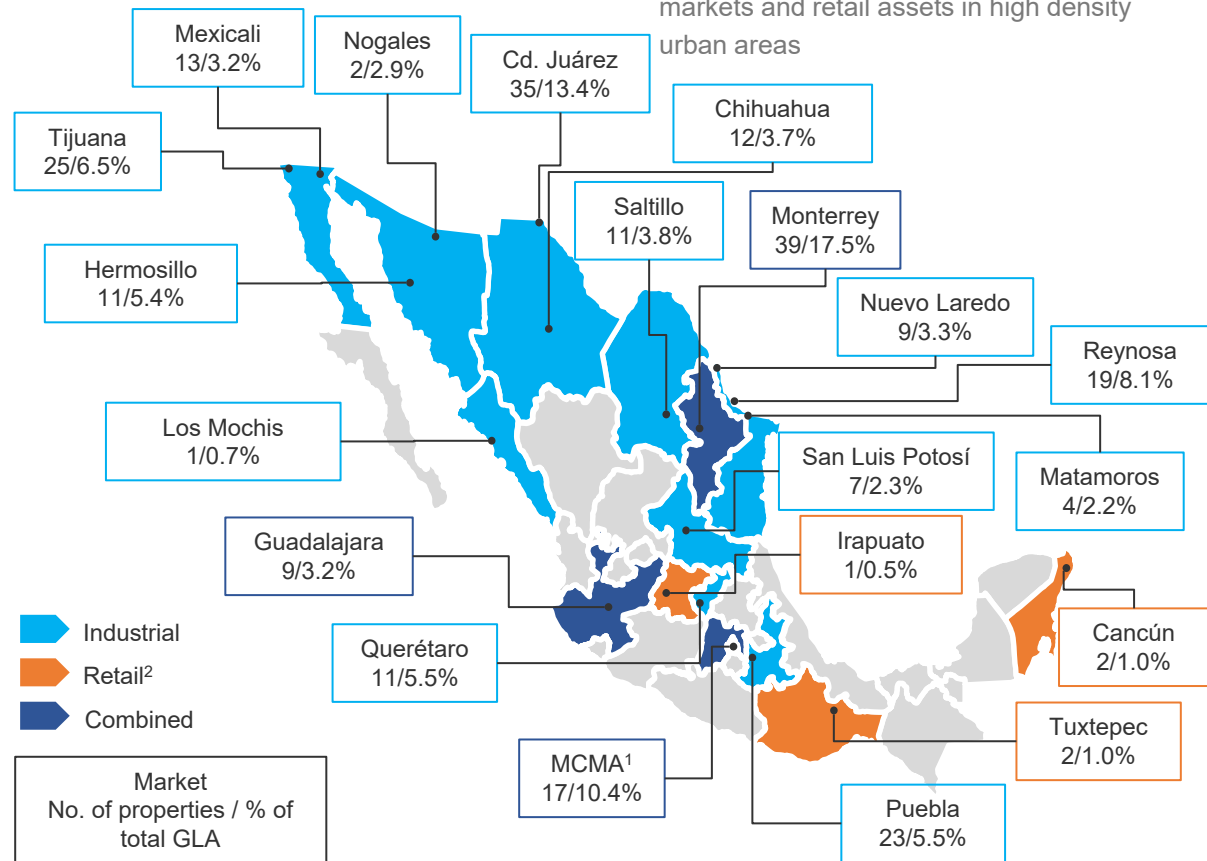 markets and retail assets in high density
urban areas
Mexicali
13/3.2%
Nogales
2/2.9%
Cd. Juárez
35/13.4%
Chihuahua
12/3.7%
Tijuana
25/6.5%
Saltillo
11/3.8%
Monterrey
39/17.5%
Hermosillo
11/5.4%
Nuevo Laredo
9/3.3%
Reynosa
19/8.1%
Los Mochis
1/0.7%
San Luis Potosí
7/2.3%
Matamoros
4/2.2%
Guadalajara
9/3.2%
Irapuato
1/0.5%
Industrial
Retail²
Combined
Querétaro
11/5.5%
Cancún
2/1.0%
Tuxtepec
2/1.0%
MCMA¹
17/10.4%
Puebla
23/5.5%
Market
No. of properties / % of
total GLA